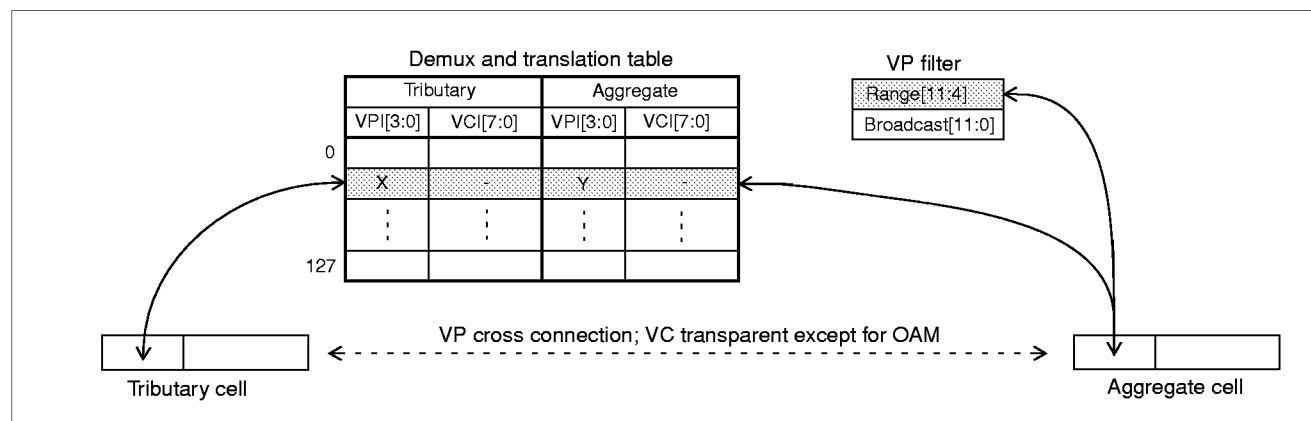 Demux and translation table
VP filter
Tributary Aggregate
Range[11:4]
VPI[3:0] VCI[7:0] VPI[3:0] VCI[7:0]
Broadcast[11:0]
0
X - Y -
127
VP cross connection; VC transparent except for OAM
Tributary cell
Aggregate cell